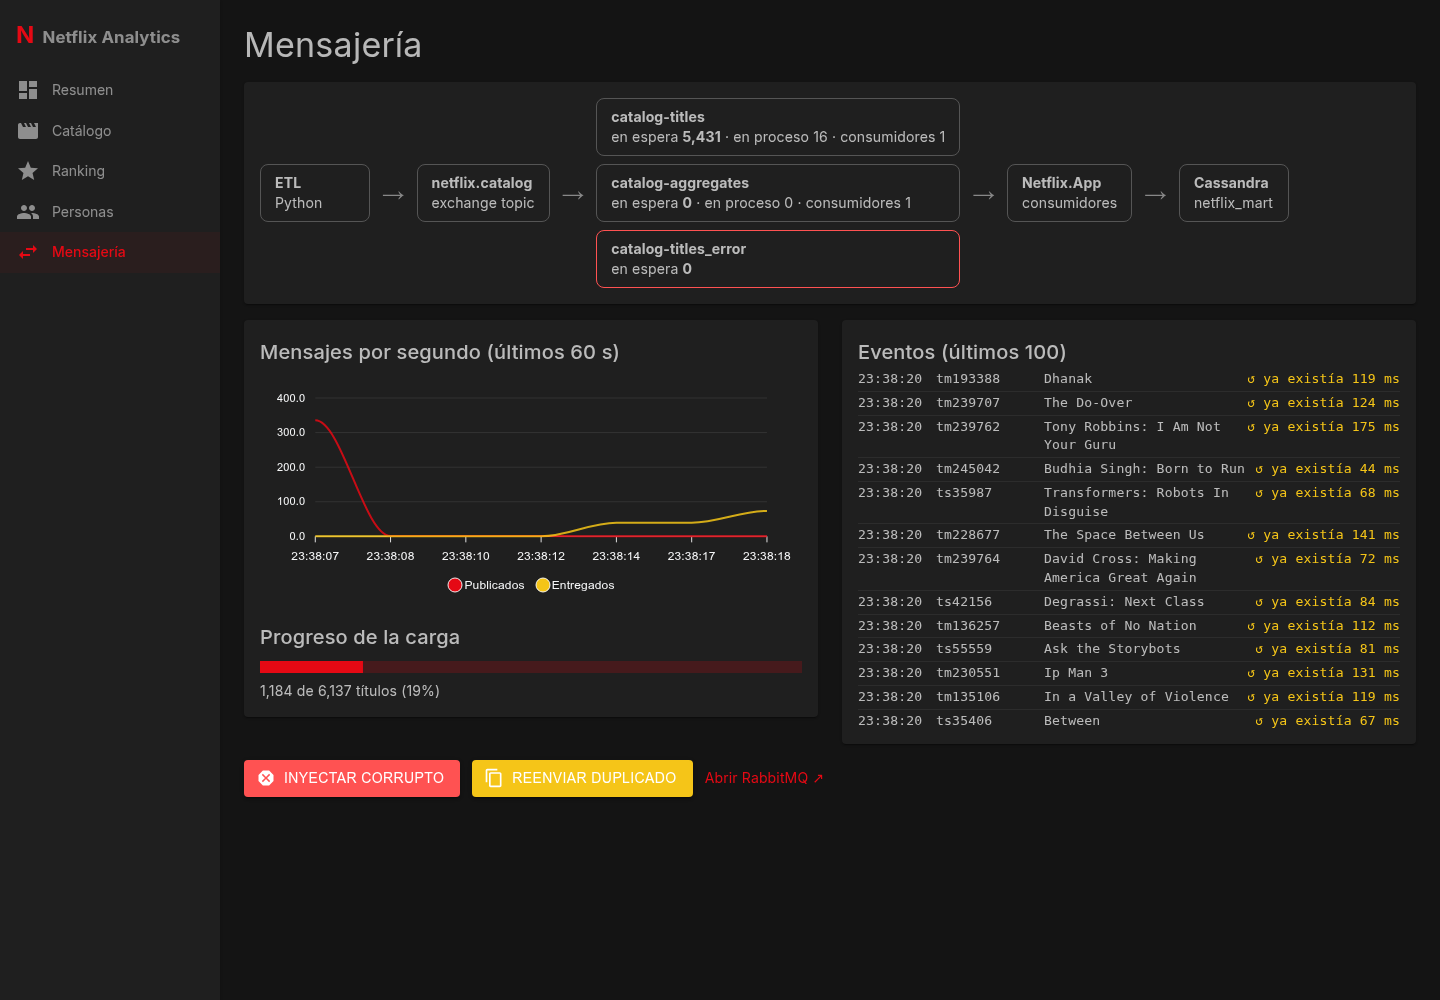 N Netflix Analytics
Resumen
Catálogo
Ranking
Personas
Mensajería
Mensajería
ETL
Python
→
netflix.catalog
exchange topic
→
catalog-titles
en espera 5,431 · en proceso 16 · consumidores 1
catalog-aggregates
en espera 0 · en proceso 0 · consumidores 1
catalog-titles_error
en espera 0
→
Netflix.App
consumidores
→
Cassandra
netflix_mart
Mensajes por segundo (últimos 60 s)
400.0
300.0
200.0
100.0
0.0
23:38:07 23:38:08 23:38:10 23:38:12 23:38:14 23:38:17 23:38:18
Publicados Entregados
Progreso de la carga
1,184 de 6,137 títulos (19%)
Eventos (últimos 100)
23:38:20 tm193388 Dhanak ↺ ya existía 119 ms
23:38:20 tm239707 The Do-Over ↺ ya existía 124 ms
23:38:20 tm239762 Tony Robbins: I Am Not ↺ ya existía 175 ms
Your Guru
23:38:20 tm245042 Budhia Singh: Born to Run ↺ ya existía 44 ms
23:38:20 ts35987 Transformers: Robots In ↺ ya existía 68 ms
Disguise
23:38:20 tm228677 The Space Between Us ↺ ya existía 141 ms
23:38:20 tm239764 David Cross: Making ↺ ya existía 72 ms
America Great Again
23:38:20 ts42156 Degrassi: Next Class ↺ ya existía 84 ms
23:38:20 tm136257 Beasts of No Nation ↺ ya existía 112 ms
23:38:20 ts55559 Ask the Storybots ↺ ya existía 81 ms
23:38:20 tm230551 Ip Man 3 ↺ ya existía 131 ms
23:38:20 tm135106 In a Valley of Violence ↺ ya existía 119 ms
23:38:20 ts35406 Between ↺ ya existía 67 ms
INYECTAR CORRUPTO
REENVIAR DUPLICADO
Abrir RabbitMQ ↗